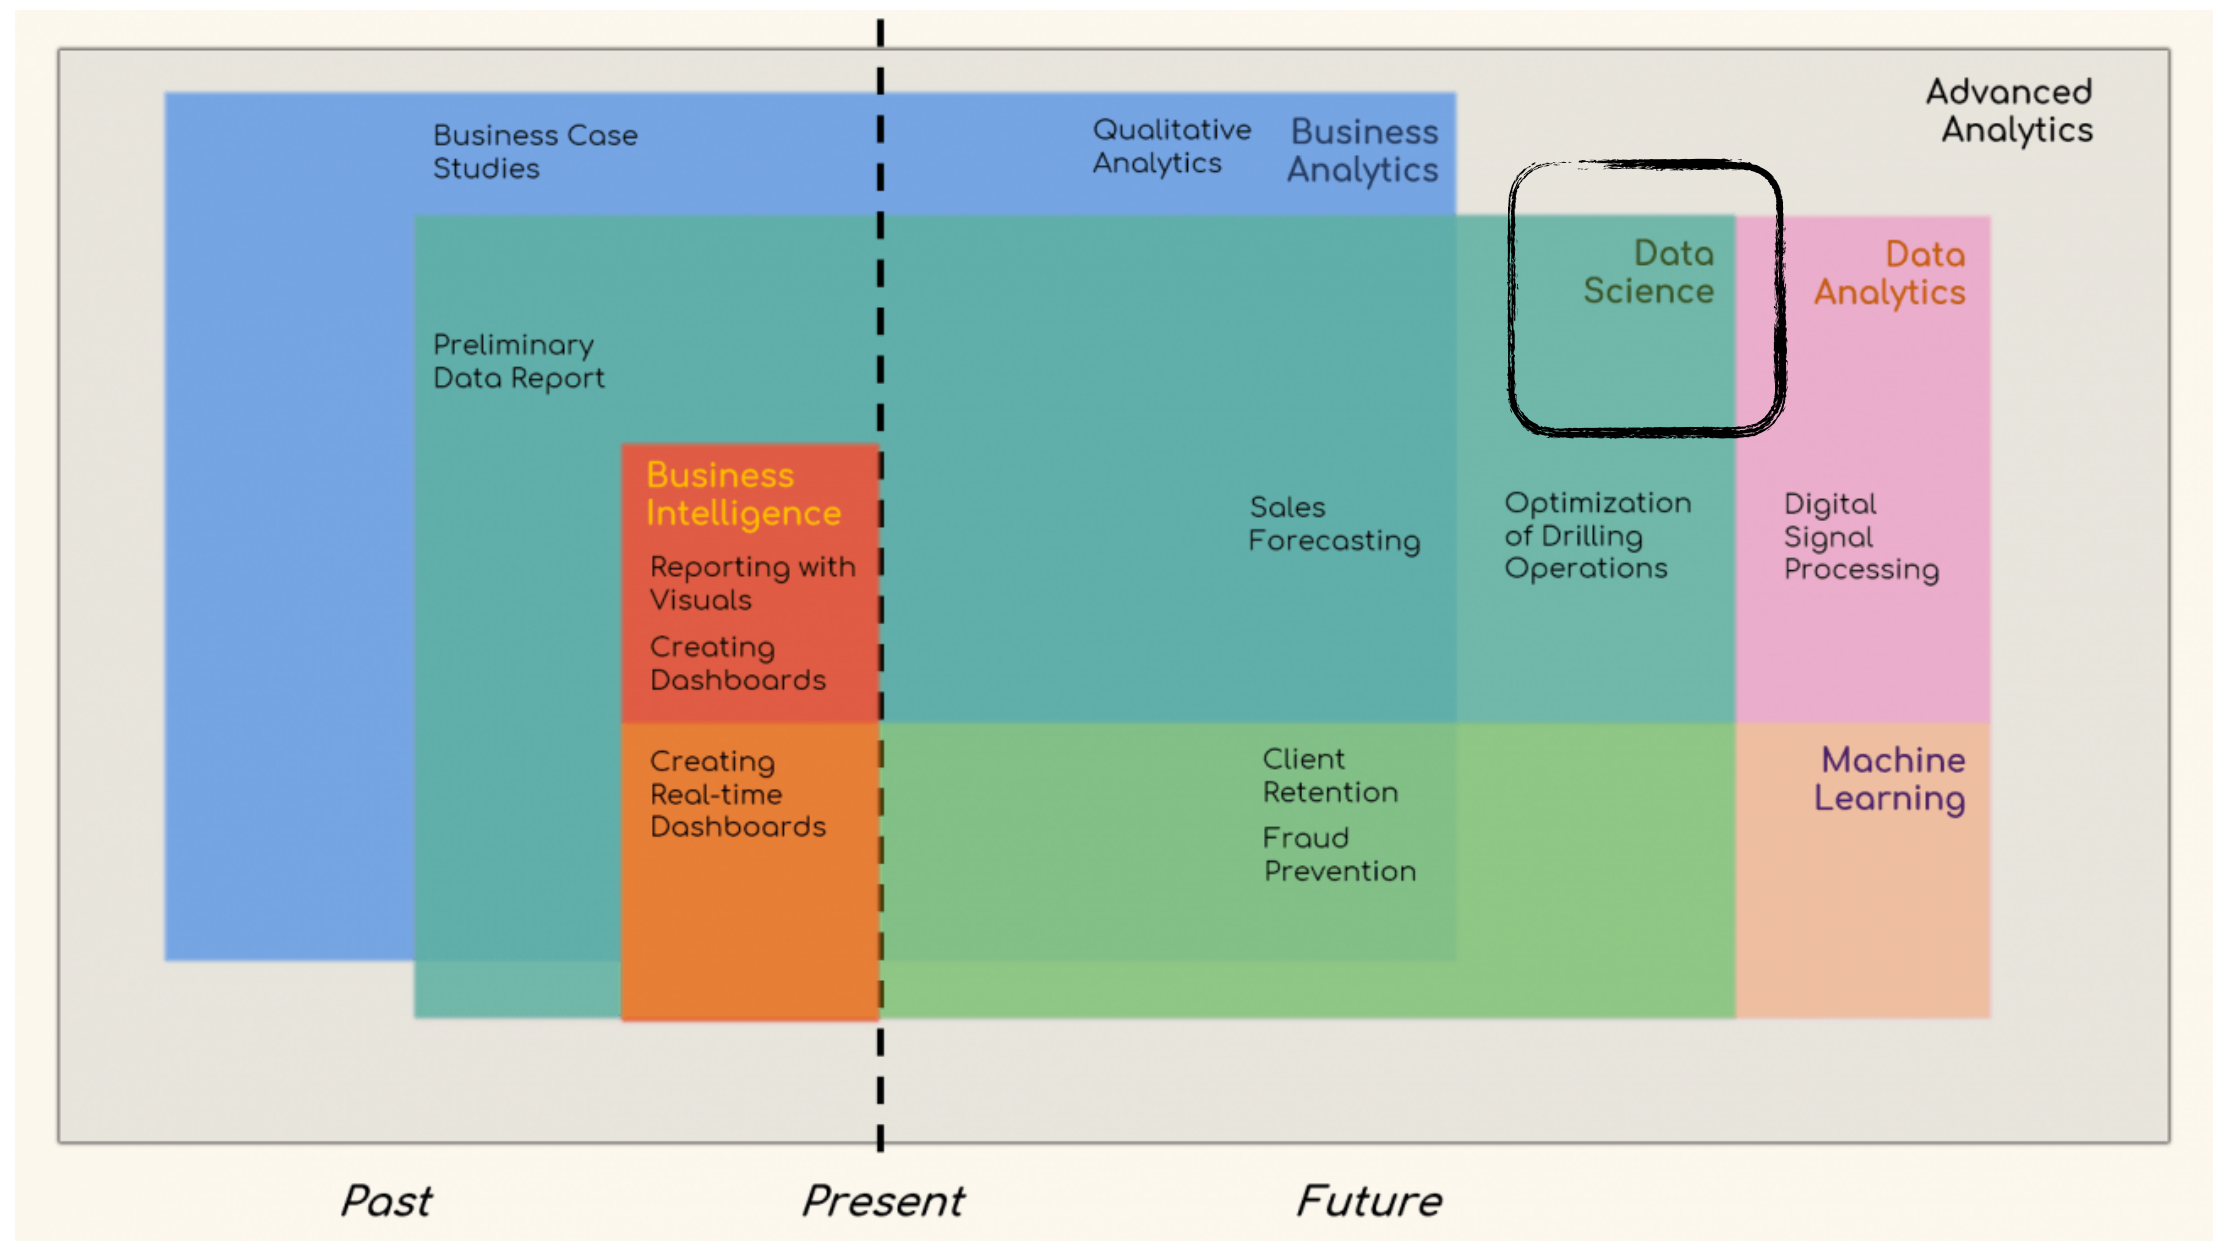 Advanced
Analytics
Business Case
Studies
Qualitative
Analytics
Business
Analytics
Data
Science
Data
Analytics
Preliminary
Data Report
Business
Intelligence
Reporting with
Visuals
Creating
Dashboards
Sales
Forecasting
Optimization
of Drilling
Operations
Digital
Signal
Processing
Creating
Real-time
Dashboards
Client
Retention
Fraud
Prevention
Machine
Learning
Past
Present
Future